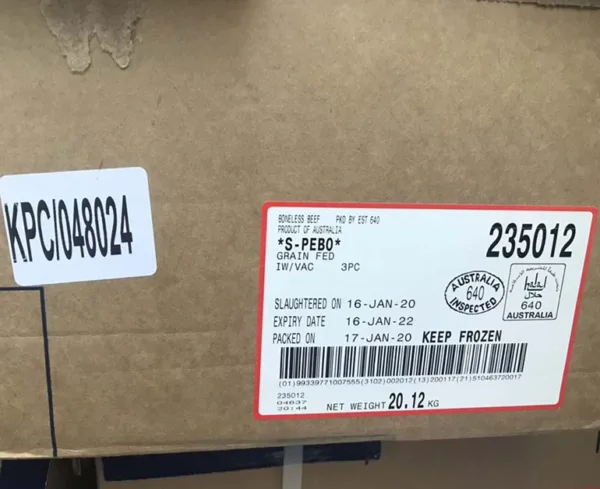 KPCI048024
BONELESS BEEF PKD BY EST 640
PRODUCT OF AUSTRALIA
*S-PEBO*
GRAIN FED
IW/VAC 3PC
235012
AUSTRALIA
640
INSPECTED
halal
حلال
640
AUSTRALIA
SLAUGHTERED ON 16-JAN-20
EXPIRY DATE 16-JAN-22
PACKED ON 17-JAN-20 KEEP FROZEN
(01)99339771007555(3102)002012(13)200117(21)510463720017
235012
04637
20:44
NET WEIGHT 20.12 KG